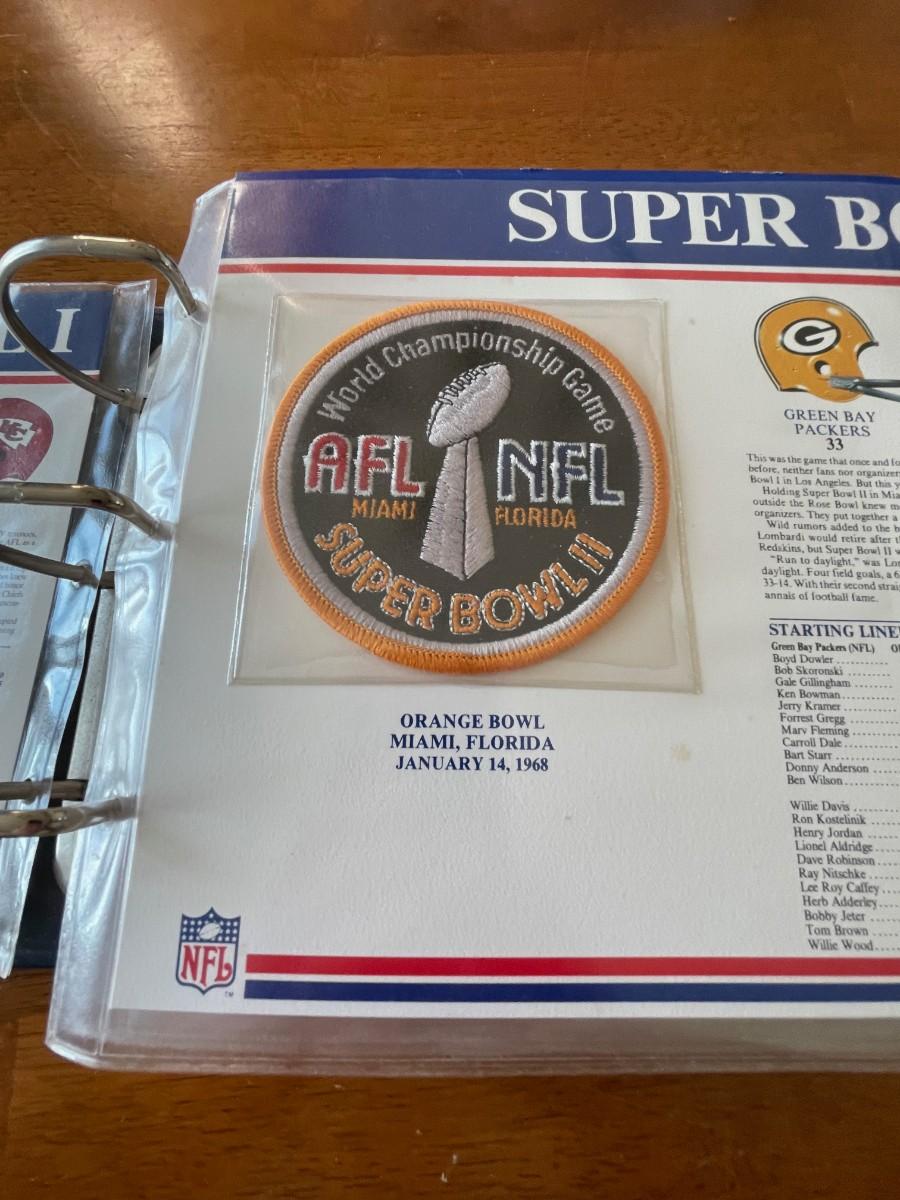 SUPER BO
L I
World Championship Game
AFL NFL
MIAMI FLORIDA
SUPER BOWL II
ORANGE BOWL
MIAMI, FLORIDA
JANUARY 14, 1968
NFL
TM
G
GREEN BAY
PACKERS
33
This was the game that once and fo
before, neither fans nor organizer
Bowl I in Los Angeles. But this y
Holding Super Bowl II in Mia
outside the Rose Bowl knew m
organizers. They put together a
Wild rumors added to the b
Lombardi would retire after t
Redskins, but Super Bowl II w
"Run to daylight," was Lor
daylight. Four field goals, a 6
33-14. With their second strai
annals of football fame.
STARTING LINE
Green Bay Packers (NFL) O
Boyd Dowler
Bob Skoronski
Gale Gillingham
Ken Bowman
Jerry Kramer
Forrest Gregg
Marv Fleming
Carroll Dale
Bart Starr
Donny Anderson
Ben Wilson
Willie Davis
Ron Kostelinik
Henry Jordan
Lionel Aldridge
Dave Robinson
Ray Nitschke
Lee Roy Caffey
Herb Adderley
Bobby Jeter
Tom Brown
Willie Wood
KC